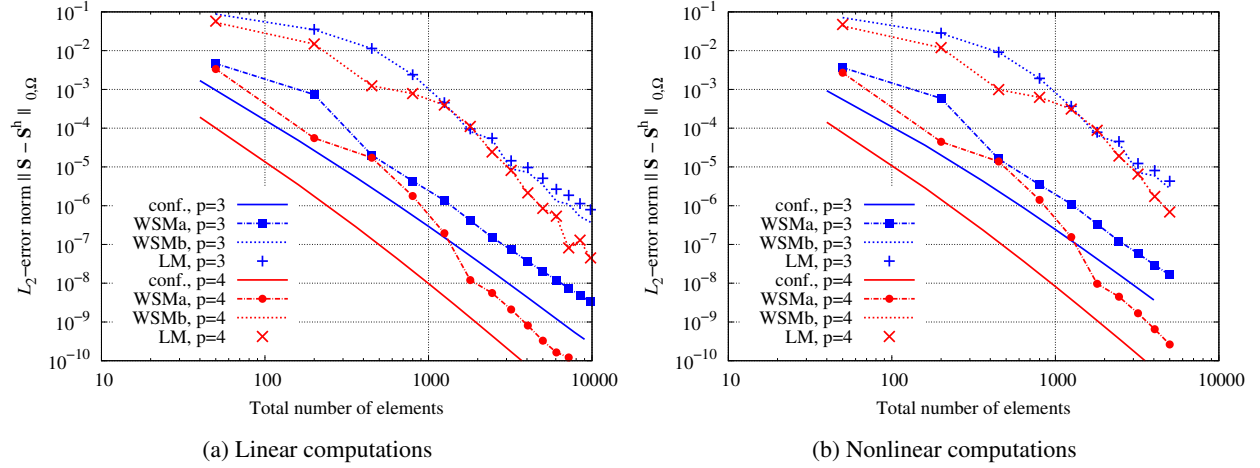 L₂−error norm || S − Sʰ || ₀,Ω
10⁻¹
10⁻²
10⁻³
10⁻⁴
10⁻⁵
10⁻⁶
10⁻⁷
10⁻⁸
10⁻⁹
10⁻¹⁰
conf., p=3
WSMa, p=3
WSMb, p=3
LM, p=3
conf., p=4
WSMa, p=4
WSMb, p=4
LM, p=4
10 100 1000 10000
Total number of elements
(a) Linear computations
L₂−error norm || S − Sʰ || ₀,Ω
10⁻¹
10⁻²
10⁻³
10⁻⁴
10⁻⁵
10⁻⁶
10⁻⁷
10⁻⁸
10⁻⁹
10⁻¹⁰
conf., p=3
WSMa, p=3
WSMb, p=3
LM, p=3
conf., p=4
WSMa, p=4
WSMb, p=4
LM, p=4
10 100 1000 10000
Total number of elements
(b) Nonlinear computations